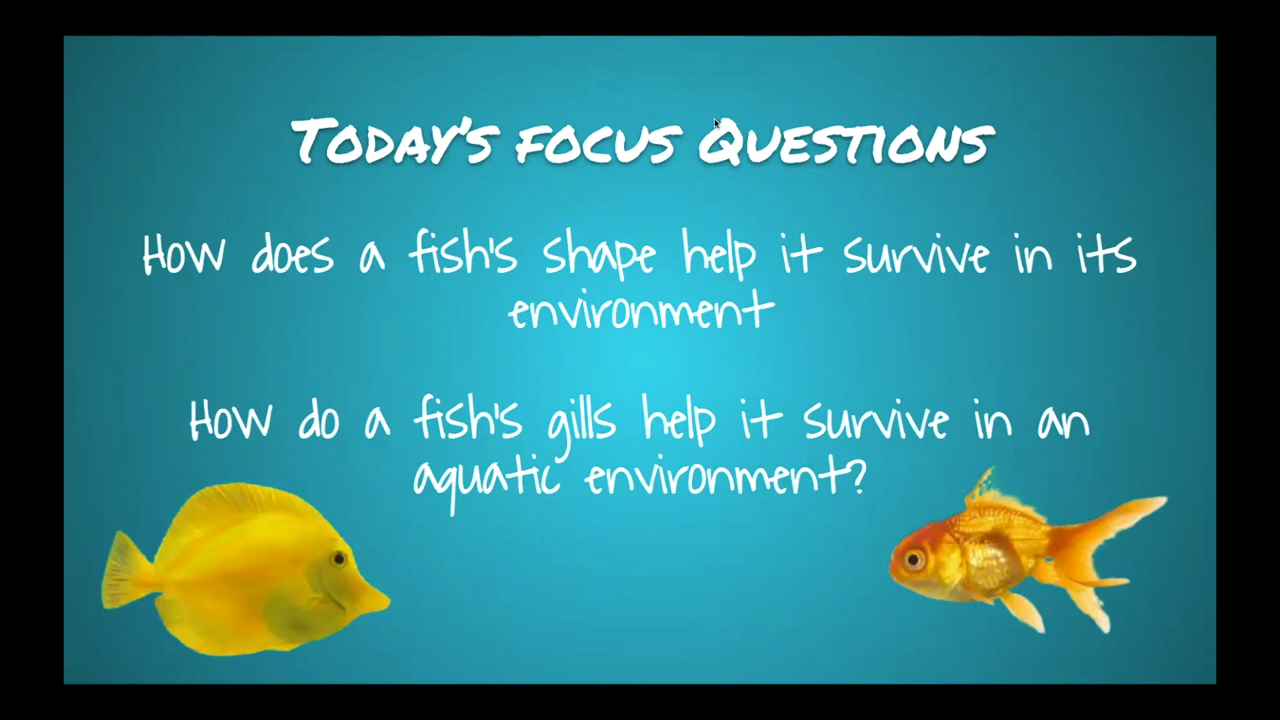 Today's focus Questions
How does a fish's shape help it survive in its
environment
How do a fish's gills help it survive in an
aquatic environment?